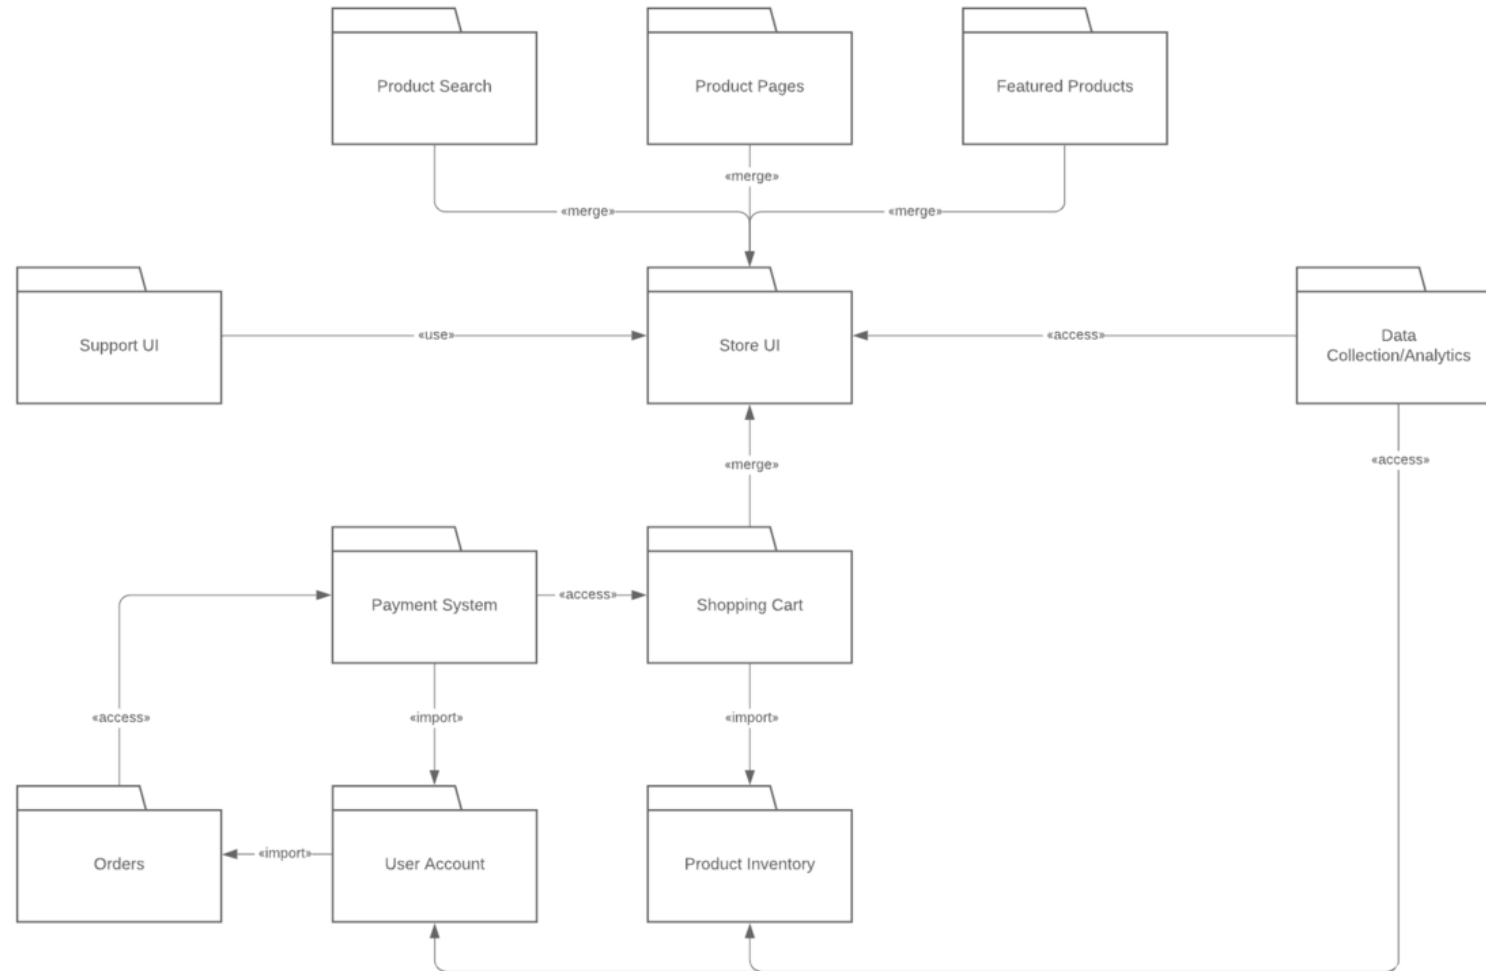 Product Search
Product Pages
Featured Products
«merge»
«merge»
«merge»
Support UI
«use»
Store UI
«access»
Data
Collection/Analytics
«merge»
«access»
Payment System
«access»
Shopping Cart
«access»
«import»
«import»
Orders
«import»
User Account
Product Inventory